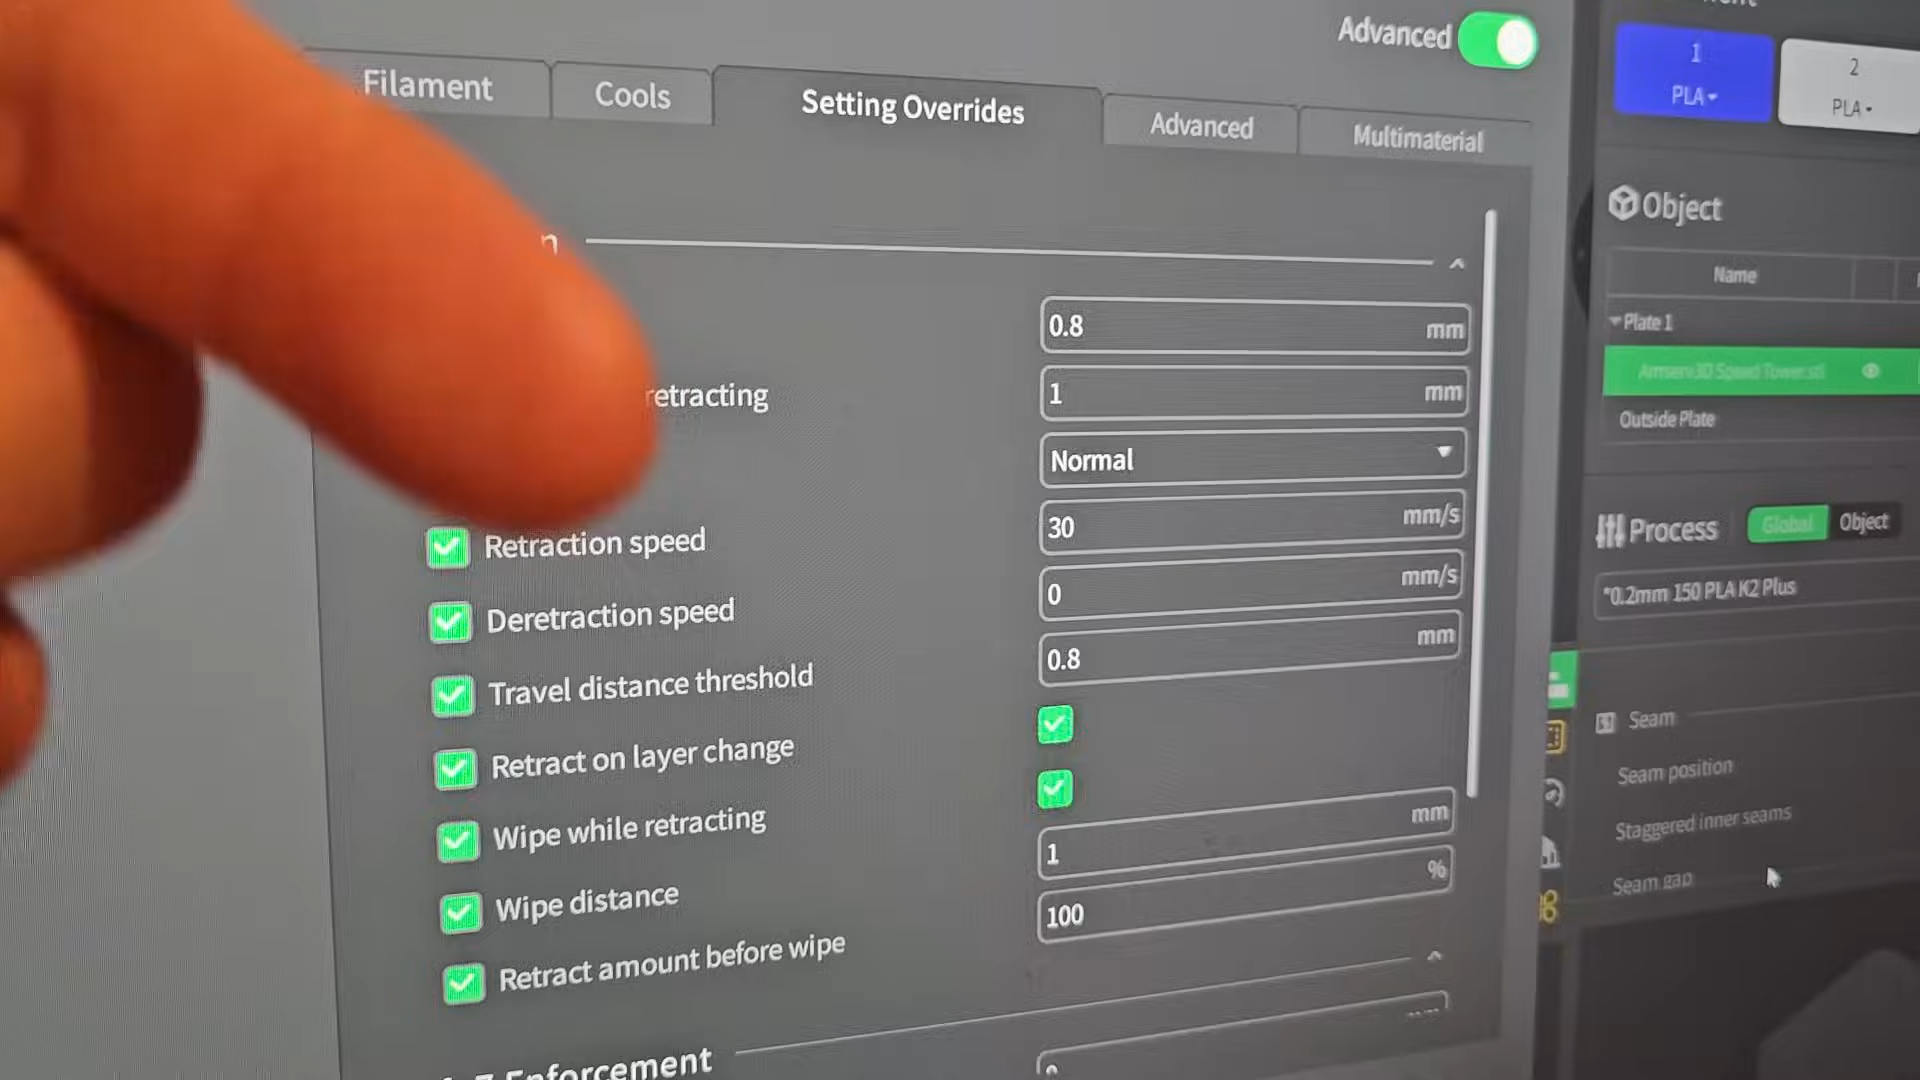 Advanced
Filament
Cools
Setting Overrides
Advanced
Multimaterial
n
0.8 mm
retracting
1 mm
Normal
Retraction speed
30 mm/s
Deretraction speed
0 mm/s
Travel distance threshold
0.8 mm
Retract on layer change
Wipe while retracting
Wipe distance
1 mm
Retract amount before wipe
100 %
Enforcement
1
PLA
2
PLA
Object
Name
Plate 1
Speed Tower.stl
Outside Plate
Process
Global
Object
*0.2mm 150 PLA K2 Plus
Seam
Seam position
Staggered inner seams
Seam gap